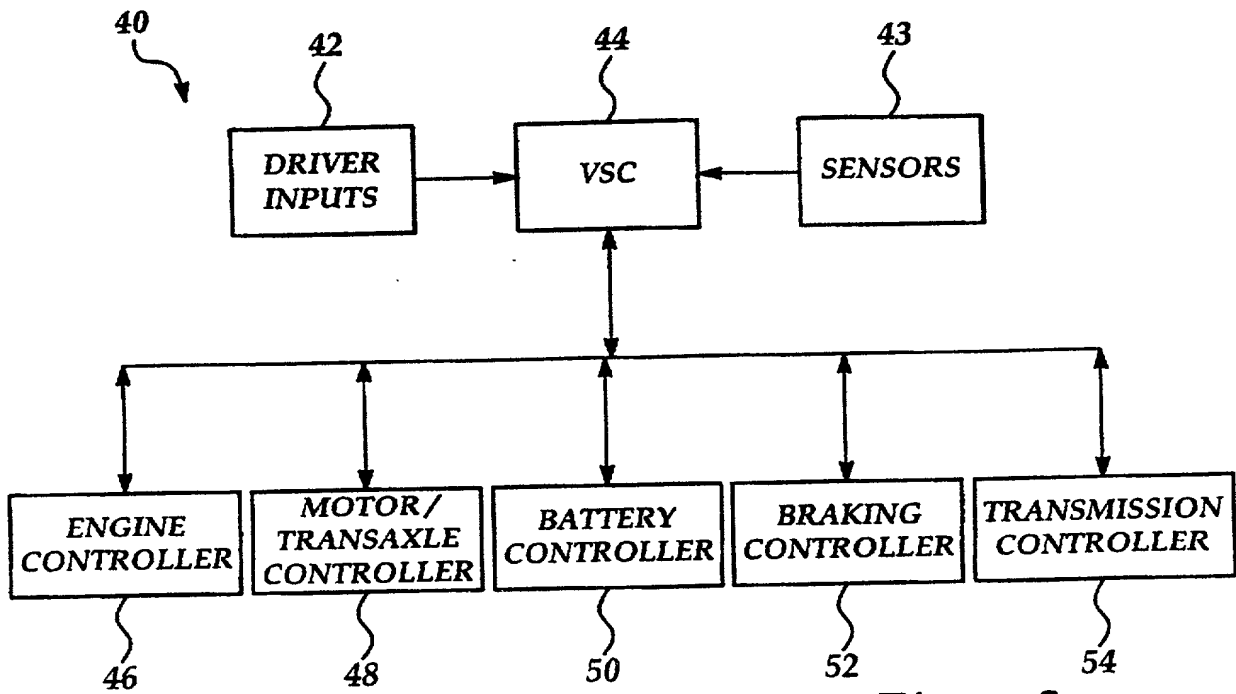 40
42
44
43
DRIVER
INPUTS
VSC
SENSORS
ENGINE
CONTROLLER
MOTOR/
TRANSAXLE
CONTROLLER
BATTERY
CONTROLLER
BRAKING
CONTROLLER
TRANSMISSION
CONTROLLER
46
48
50
52
54